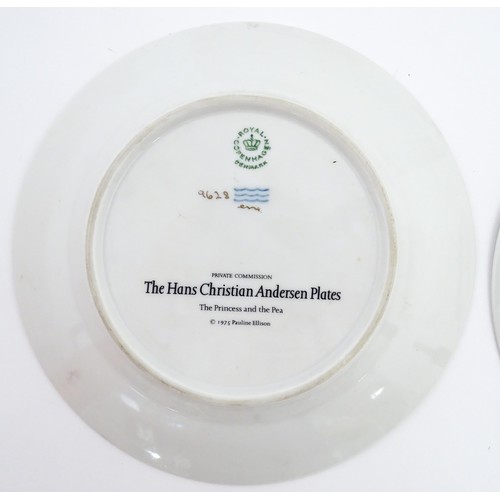 ROYAL
COPENHAGEN
DENMARK
9628
PRIVATE COMMISSION
The Hans Christian Andersen Plates
The Princess and the Pea
© 1975 Pauline Ellison